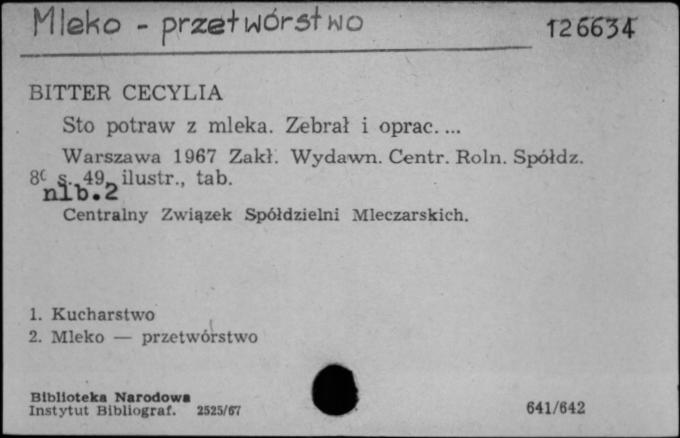 Mleko - przetwórstwo 126634
BITTER CECYLIA
Sto potraw z mleka. Zebrał i oprac. ...
Warszawa 1967 Zakł. Wydawn. Centr. Roln. Spółdz.
8° s. 49, ilustr., tab.
nlb.2
Centralny Związek Spółdzielni Mleczarskich.
1. Kucharstwo
2. Mleko — przetwórstwo
Biblioteka Narodowa
Instytut Bibliograf. 2525/67 641/642